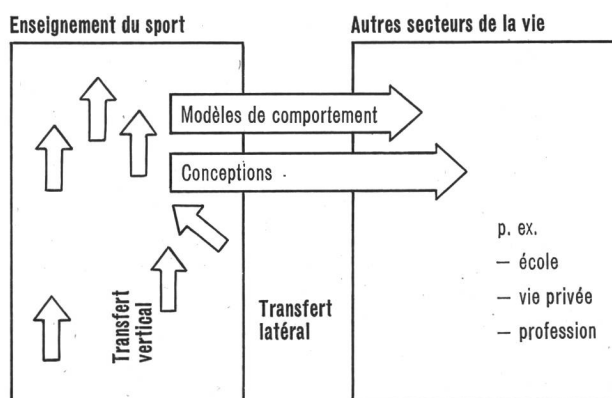 Enseignement du sport
Autres secteurs de la vie
Modèles de comportement
Conceptions
p. ex.
— école
— vie privée
— profession
Transfert
vertical
Transfert
latéral